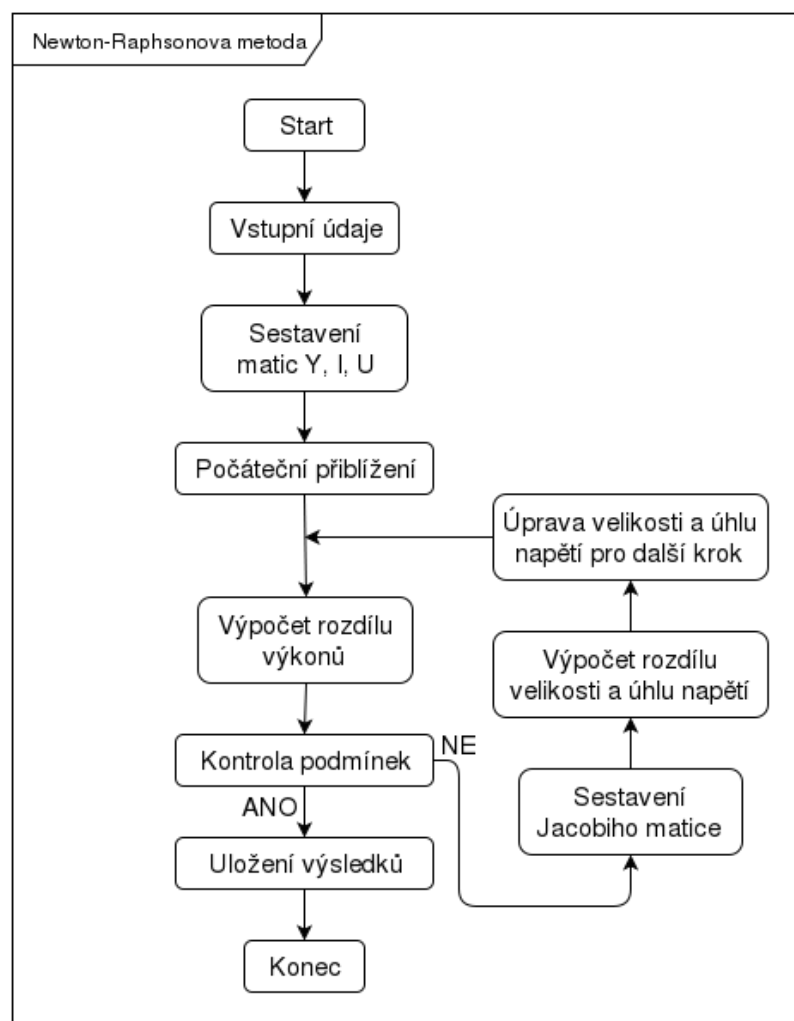 Newton-Raphsonova metoda
Start
Vstupní údaje
Sestavení
matic Y, I, U
Počáteční přiblížení
Výpočet rozdílu
výkonů
Kontrola podmínek
NE
ANO
Uložení výsledků
Konec
Sestavení
Jacobiho matice
Výpočet rozdílu
velikosti a úhlu napětí
Úprava velikosti a úhlu
napětí pro další krok